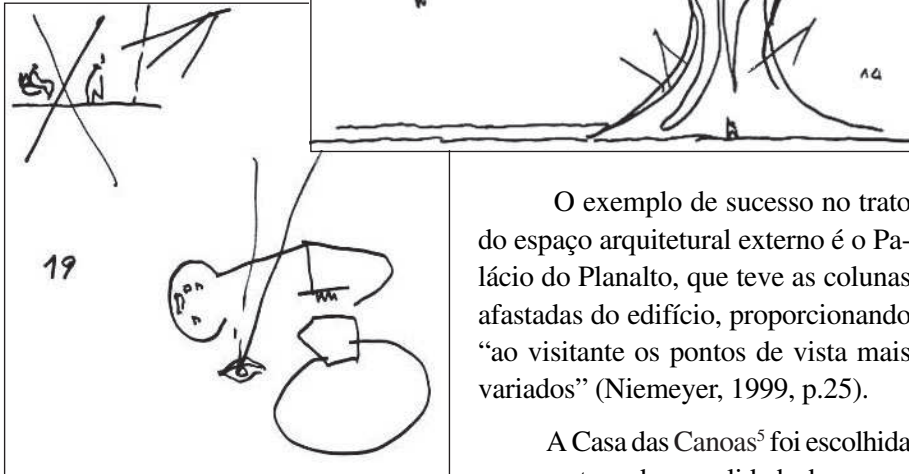 14
19
O exemplo de sucesso no trato
do espaço arquitetural externo é o Pa-
lácio do Planalto, que teve as colunas
afastadas do edifício, proporcionando
“ao visitante os pontos de vista mais
variados” (Niemeyer, 1999, p.25).
A Casa das Canoas⁵ foi escolhida